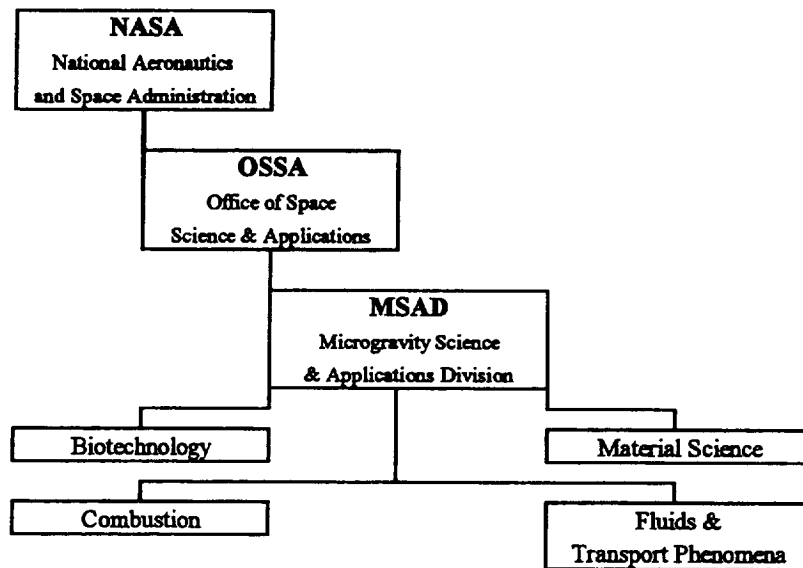 NASA
National Aeronautics
and Space Administration
OSSA
Office of Space
Science & Applications
MSAD
Microgravity Science
& Applications Division
Biotechnology
Material Science
Combustion
Fluids &
Transport Phenomena